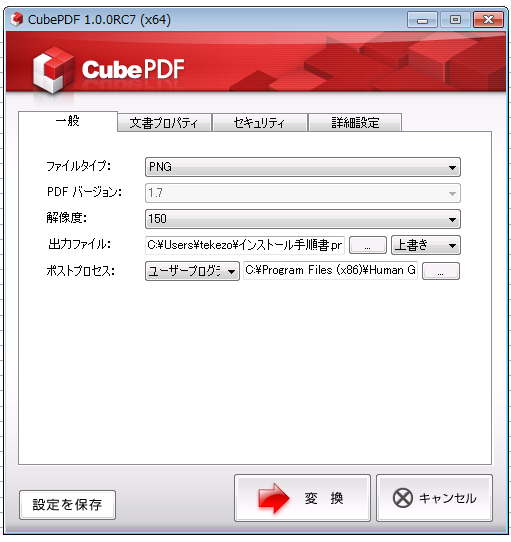 CubePDF 1.0.0RC7 (x64)
CubePDF
一般 文書プロパティ セキュリティ 詳細設定
ファイルタイプ: PNG
PDF バージョン: 1.7
解像度: 150
出力ファイル: C:¥Users¥tekezo¥インストール手順書pr ... 上書き
ポストプロセス: ユーザープログラ C:¥Program Files (x86)¥Human G ...
設定を保存 変 換 キャンセル